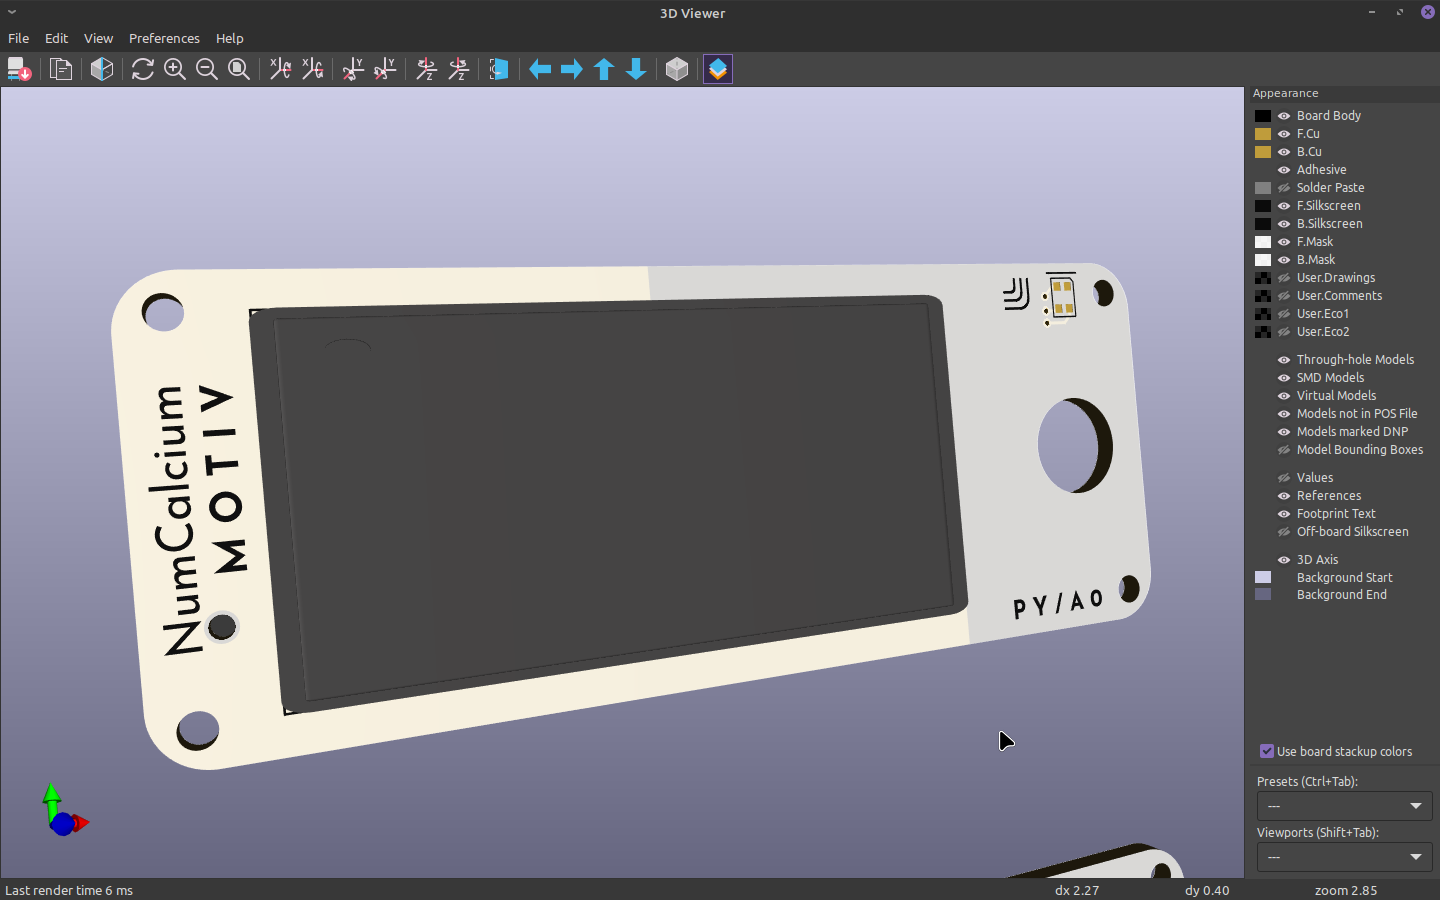 3D Viewer
File Edit View Preferences Help
Appearance
Board Body
F.Cu
B.Cu
Adhesive
Solder Paste
F.Silkscreen
B.Silkscreen
F.Mask
B.Mask
User.Drawings
User.Comments
User.Eco1
User.Eco2
Through-hole Models
SMD Models
Virtual Models
Models not in POS File
Models marked DNP
Model Bounding Boxes
Values
References
Footprint Text
Off-board Silkscreen
3D Axis
Background Start
Background End
Use board stackup colors
Presets (Ctrl+Tab):
---
Viewports (Shift+Tab):
---
NumCalcium
MOTIV
PY/A0
Last render time 6 ms
dx 2.27
dy 0.40
zoom 2.85